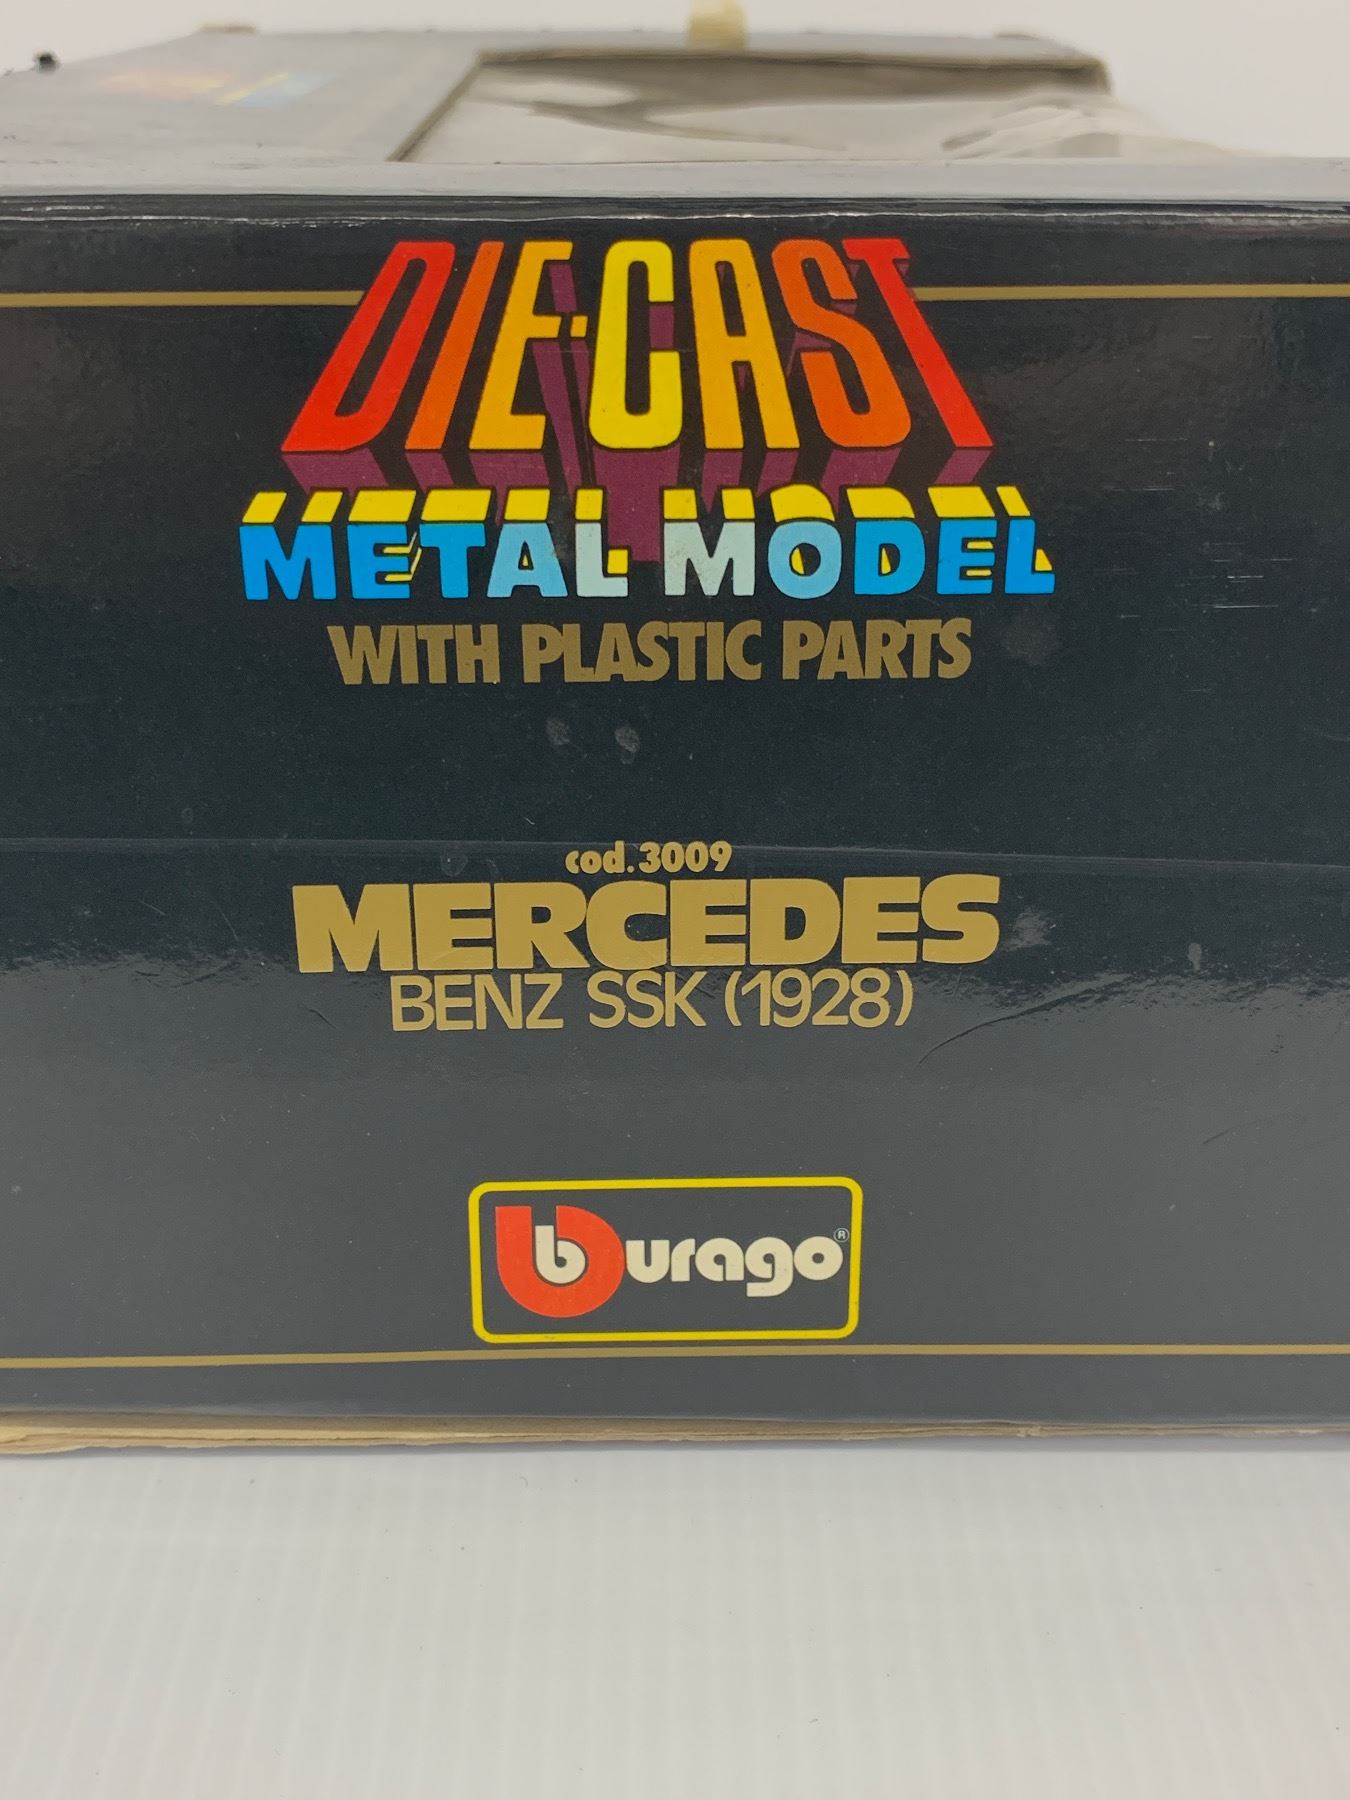 DIE·CAST
METAL MODEL
WITH PLASTIC PARTS
cod.3009
MERCEDES
BENZ SSK (1928)
burago®